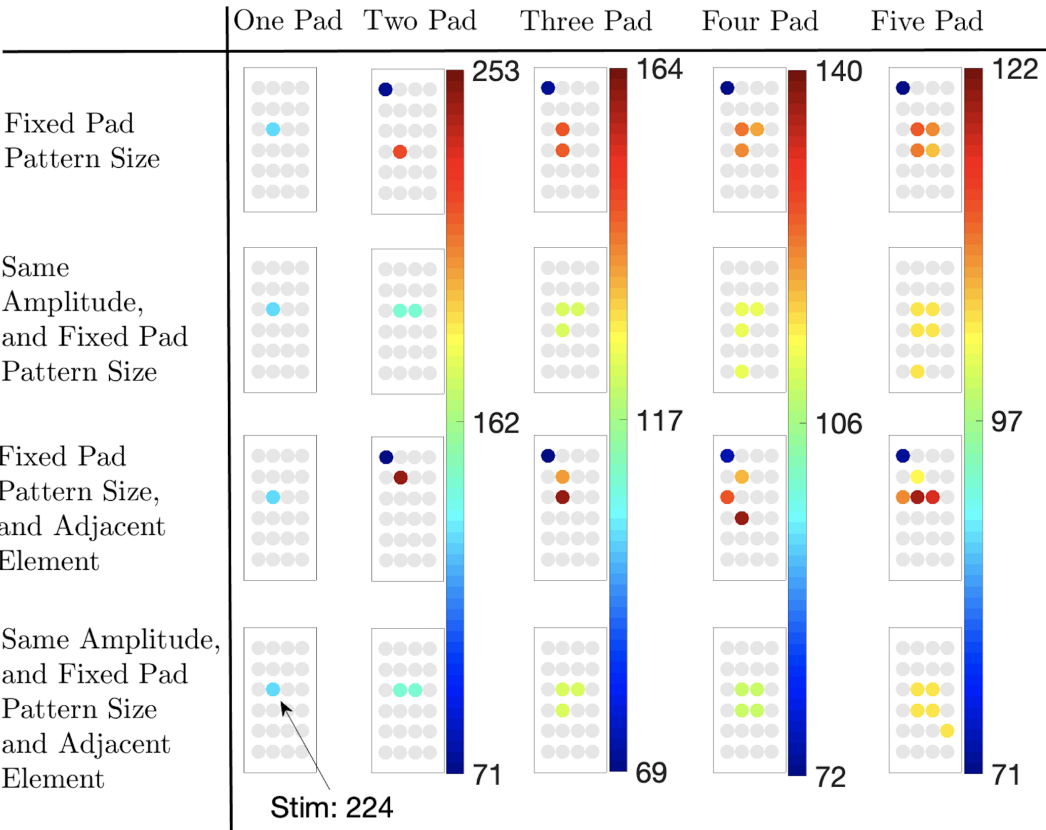 One Pad Two Pad Three Pad Four Pad Five Pad
Fixed Pad
Pattern Size
253
164
140
122
Same
Amplitude,
and Fixed Pad
Pattern Size
162
117
106
97
Fixed Pad
Pattern Size,
and Adjacent
Element
Same Amplitude,
and Fixed Pad
Pattern Size
and Adjacent
Element
71
69
72
71
Stim: 224